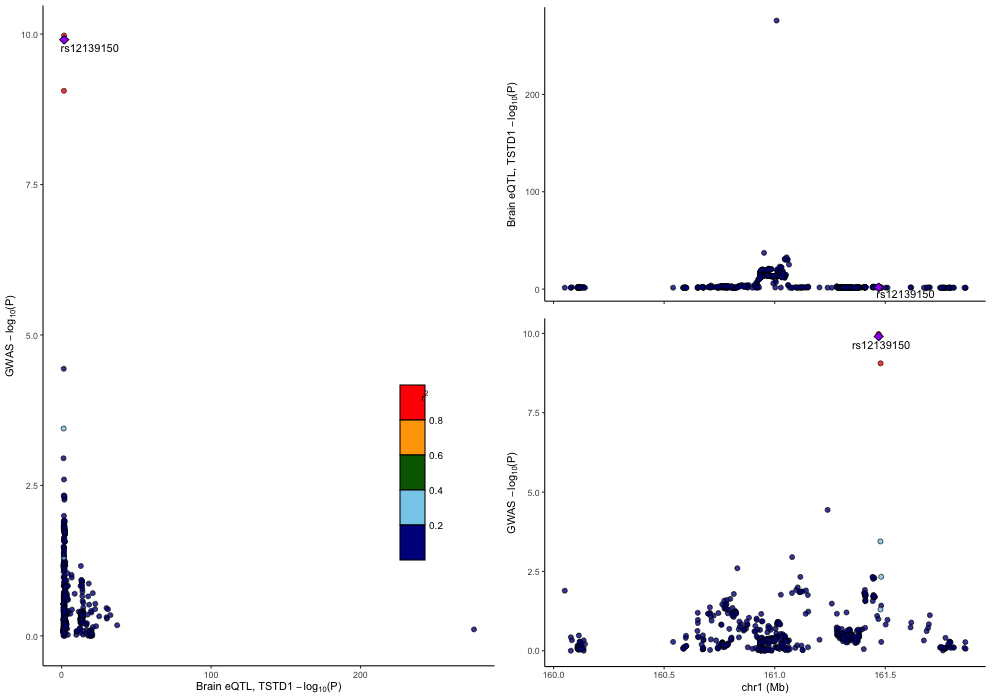 10.0
7.5
5.0
2.5
0.0
GWAS −log10(P)
rs12139150
r2
0.8
0.6
0.4
0.2
0
100
200
Brain eQTL, TSTD1 −log10(P)
200
100
0
Brain eQTL, TSTD1 −log10(P)
rs12139150
10.0
7.5
5.0
2.5
0.0
GWAS −log10(P)
rs12139150
160.0
160.5
161.0
161.5
chr1 (Mb)